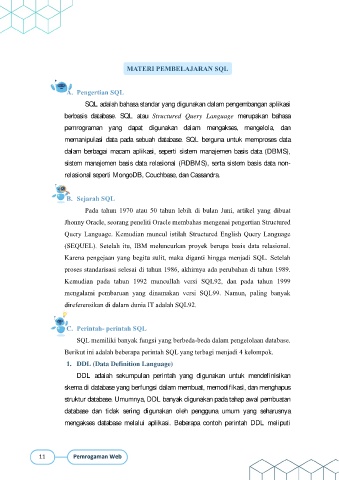 MATERI PEMBELAJARAN SQL
A. Pengertian SQL
SQL adalah bahasa standar yang digunakan dalam pengembangan aplikasi
berbasis database. SQL atau Structured Query Language merupakan bahasa
pemrograman yang dapat digunakan dalam mengakses, mengelola, dan
memanipulasi data pada sebuah database. SQL berguna untuk memproses data
dalam berbagai macam aplikasi, seperti sistem manajemen basis data (DBMS),
sistem manajemen basis data relasional (RDBMS), serta sistem basis data non-
relasional seperti MongoDB, Couchbase, dan Cassandra.
B. Sejarah SQL
Pada tahun 1970 atau 50 tahun lebih di bulan Juni, artikel yang dibuat
Jhonny Oracle, seorang peneliti Oracle membahas mengenai pengertian Structured
Query Language. Kemudian muncul istilah Structured English Query Language
(SEQUEL). Setelah itu, IBM meluncurkan proyek berupa basis data relasional.
Karena pengejaan yang begitu sulit, maka diganti hingga menjadi SQL. Setelah
proses standarisasi selesai di tahun 1986, akhirnya ada perubahan di tahun 1989.
Kemudian pada tahun 1992 muncullah versi SQL92, dan pada tahun 1999
mengalami pembaruan yang dinamakan versi SQL99. Namun, paling banyak
direferensikan di dalam dunia IT adalah SQL92.
C. Perintah- perintah SQL
SQL memiliki banyak fungsi yang berbeda-beda dalam pengelolaan database.
Berikut ini adalah beberapa perintah SQL yang terbagi menjadi 4 kelompok.
1. DDL (Data Definition Language)
DDL adalah sekumpulan perintah yang digunakan untuk mendefinisikan
skema di database yang berfungsi dalam membuat, memodifikasi, dan menghapus
struktur database. Umumnya, DDL banyak digunakan pada tahap awal pembuatan
database dan tidak sering digunakan oleh pengguna umum yang seharusnya
mengakses database melalui aplikasi. Beberapa contoh perintah DDL meliputi
11 Pemrogaman Web